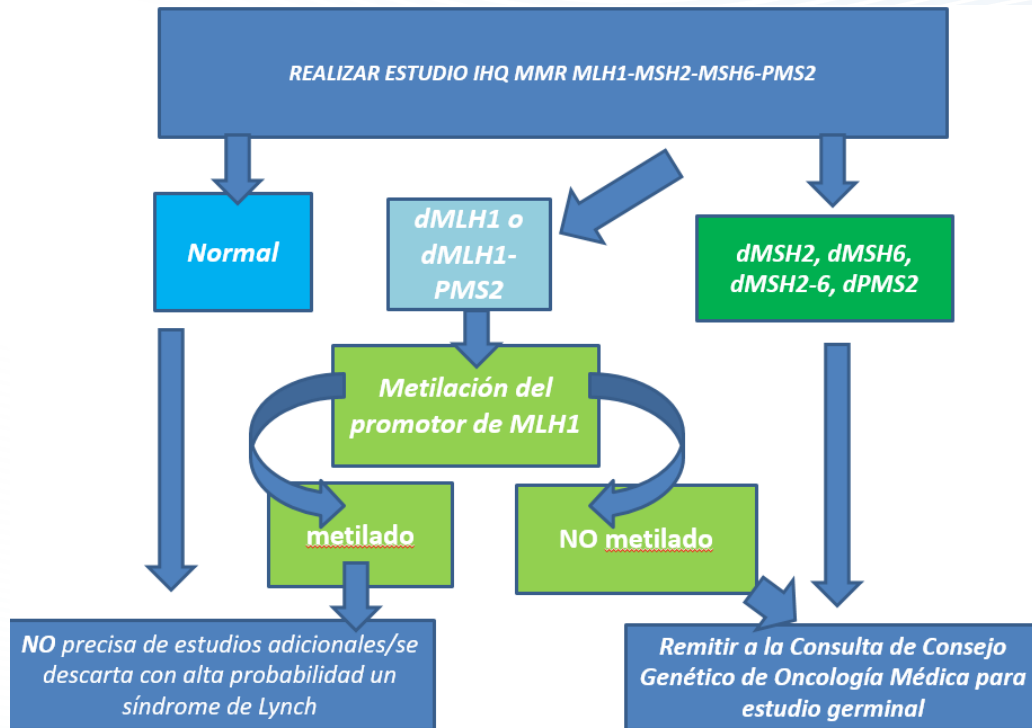 REALIZAR ESTUDIO IHQ MMR MLH1-MSH2-MSH6-PMS2
Normal
dMLH1 o
dMLH1-
PMS2
dMSH2, dMSH6,
dMSH2-6, dPMS2
Metilación del
promotor de MLH1
metilado
NO metilado
NO precisa de estudios adicionales/se
descarta con alta probabilidad un
síndrome de Lynch
Remitir a la Consulta de Consejo
Genético de Oncología Médica para
estudio germinal